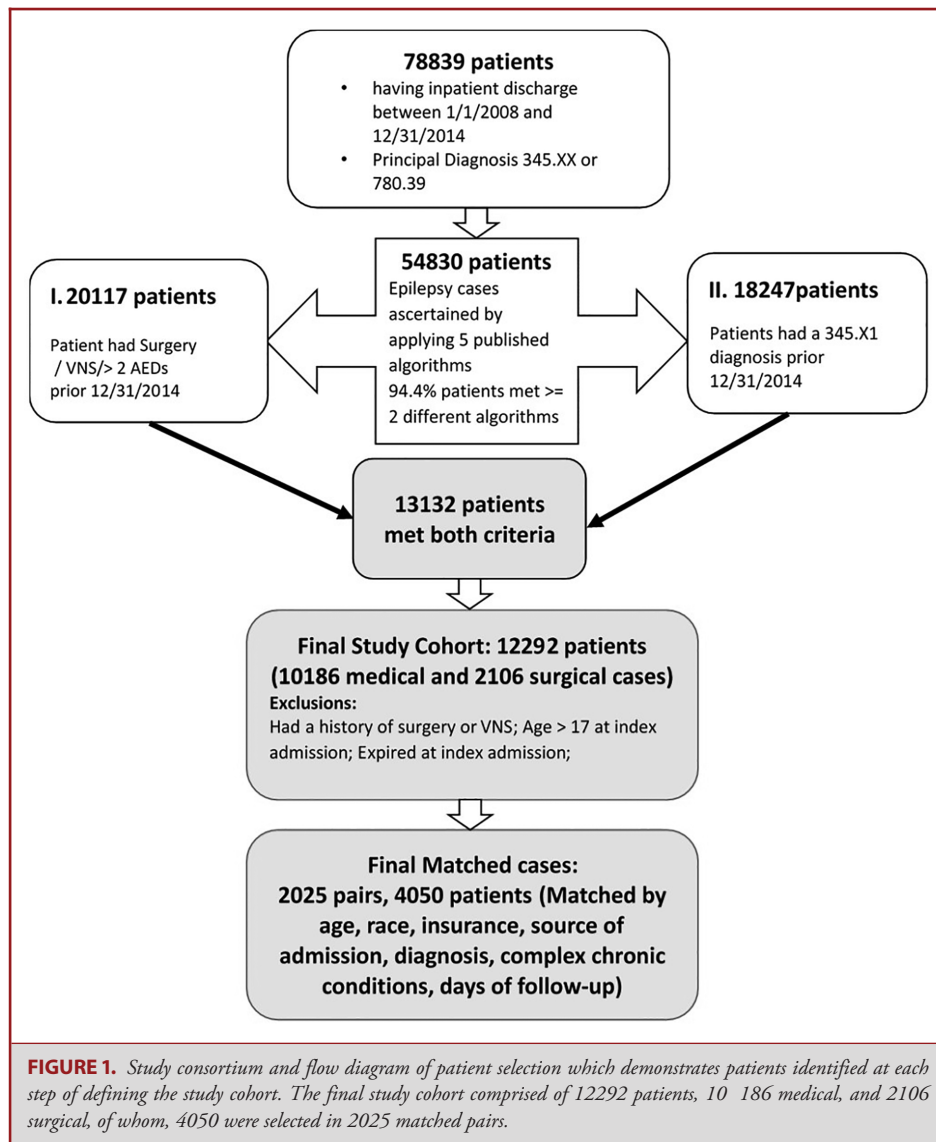 78839 patients
• having inpatient discharge
between 1/1/2008 and
12/31/2014
• Principal Diagnosis 345.XX or
780.39
54830 patients
Epilepsy cases
ascertained by
applying 5 published
algorithms
94.4% patients met >=
2 different algorithms
I. 20117 patients
Patient had Surgery
/ VNS/> 2 AEDs
prior 12/31/2014
II. 18247patients
Patients had a 345.X1
diagnosis prior
12/31/2014
13132 patients
met both criteria
Final Study Cohort: 12292 patients
(10186 medical and 2106 surgical cases)
Exclusions:
Had a history of surgery or VNS; Age > 17 at index
admission; Expired at index admission;
Final Matched cases:
2025 pairs, 4050 patients (Matched by
age, race, insurance, source of
admission, diagnosis, complex chronic
conditions, days of follow-up)
FIGURE 1. Study consortium and flow diagram of patient selection which demonstrates patients identified at each
step of defining the study cohort. The final study cohort comprised of 12292 patients, 10 186 medical, and 2106
surgical, of whom, 4050 were selected in 2025 matched pairs.